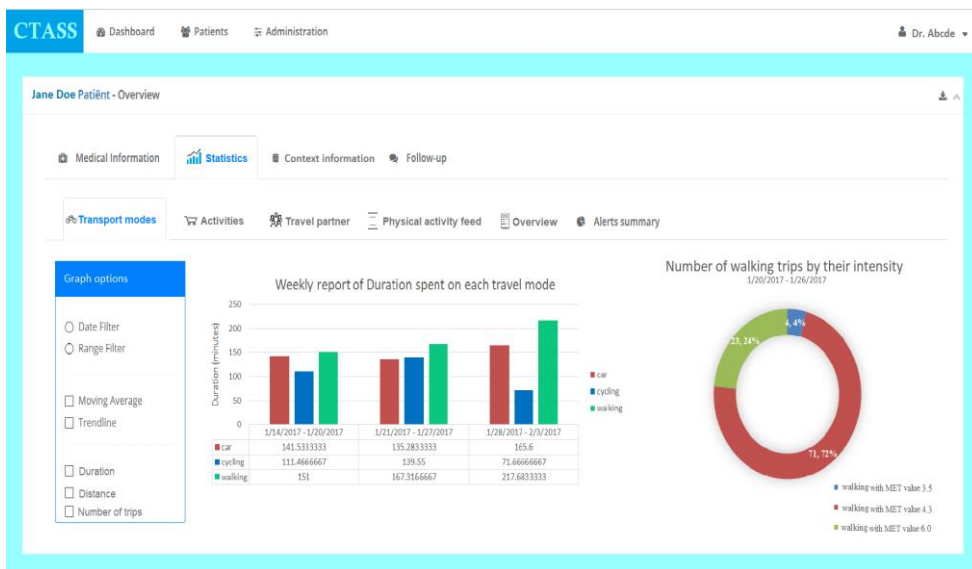 CTASS Dashboard Patients Administration Dr. Abcde
Jane Doe Patiënt - Overview
Medical Information Statistics Context information Follow-up
Transport modes Activities Travel partner Physical activity feed Overview Alerts summary
Graph options
Date Filter
Range Filter
Moving Average
Trendline
Duration
Distance
Number of trips
Weekly report of Duration spent on each travel mode
Duration (minutes)
250
200
150
100
50
0
1/14/2017 -1/20/2017 1/21/2017 - 1/27/2017 1/28/2017 - 2/3/2017
car 141.5333333 135.2833333 165.6
cycling 111.4666667 139.55 71.66666667
walking 151 167.3166667 217.6833333
car
cycling
walking
Number of walking trips by their intensity
1/20/2017 - 1/26/2017
4, 4%
23, 24%
71, 72%
walking with MET value 3.5
walking with MET value 4.3
walking with MET value 6.0